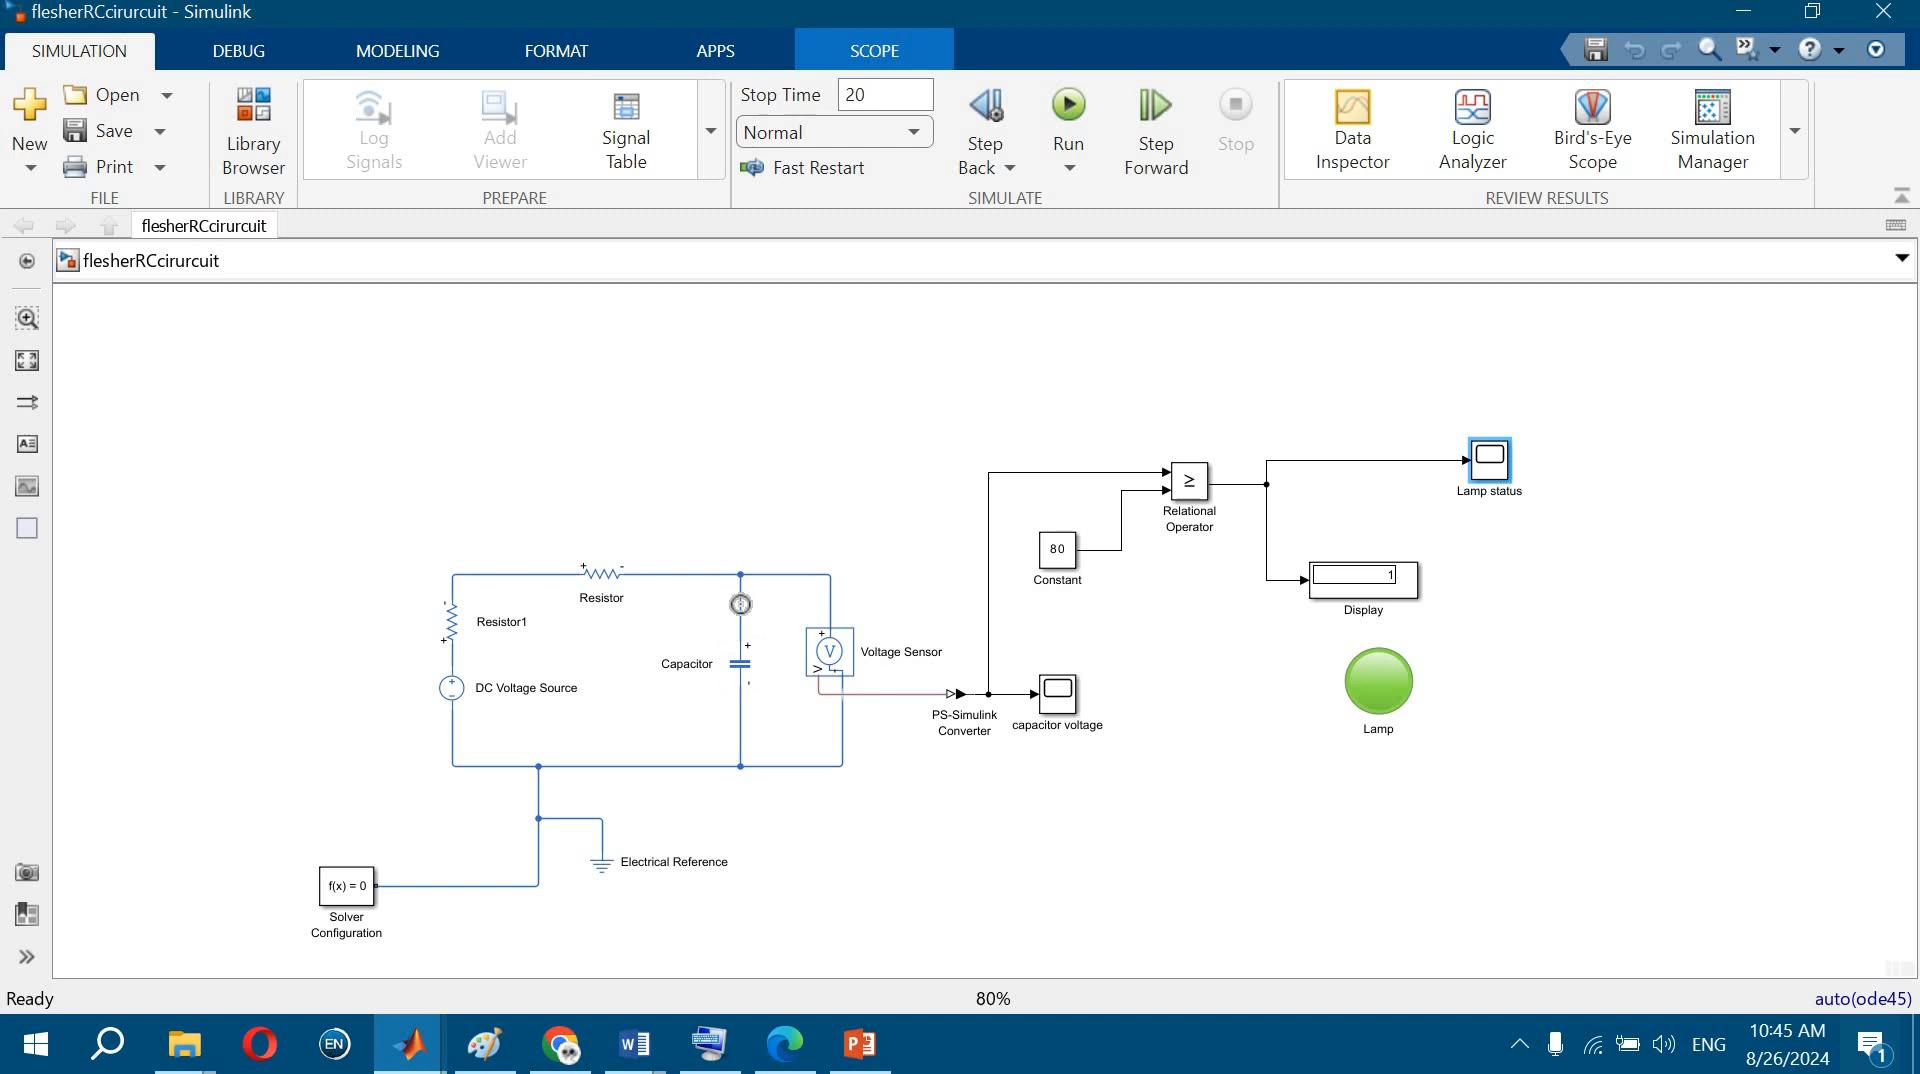 flesherRCcirurcuit - Simulink
SIMULATION DEBUG MODELING FORMAT APPS SCOPE
New
Open
Save
Print
FILE
Library
Browser
LIBRARY
Log
Signals
Add
Viewer
Signal
Table
PREPARE
Stop Time 20
Normal
Fast Restart
Step
Back
Run
Step
Forward
Stop
SIMULATE
Data
Inspector
Logic
Analyzer
Bird's-Eye
Scope
Simulation
Manager
REVIEW RESULTS
flesherRCcirurcuit
flesherRCcirurcuit
Lamp status
≥
Relational
Operator
80
Constant
1
Display
Resistor
Resistor1
Capacitor
V
Voltage Sensor
DC Voltage Source
PS-Simulink
Converter
capacitor voltage
Lamp
Electrical Reference
f(x) = 0
Solver
Configuration
Ready
80%
auto(ode45)
EN
ENG
10:45 AM
8/26/2024
1